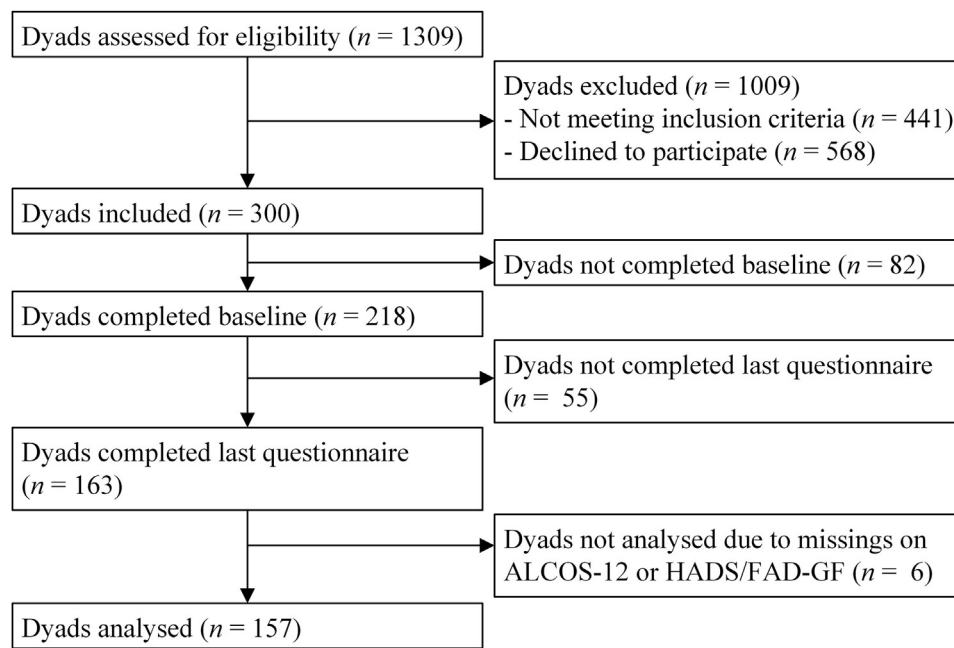 Dyads assessed for eligibility (n = 1309)
Dyads excluded (n = 1009)
- Not meeting inclusion criteria (n = 441)
- Declined to participate (n = 568)
Dyads included (n = 300)
Dyads not completed baseline (n = 82)
Dyads completed baseline (n = 218)
Dyads not completed last questionnaire
(n = 55)
Dyads completed last questionnaire
(n = 163)
Dyads not analysed due to missings on
ALCOS-12 or HADS/FAD-GF (n = 6)
Dyads analysed (n = 157)